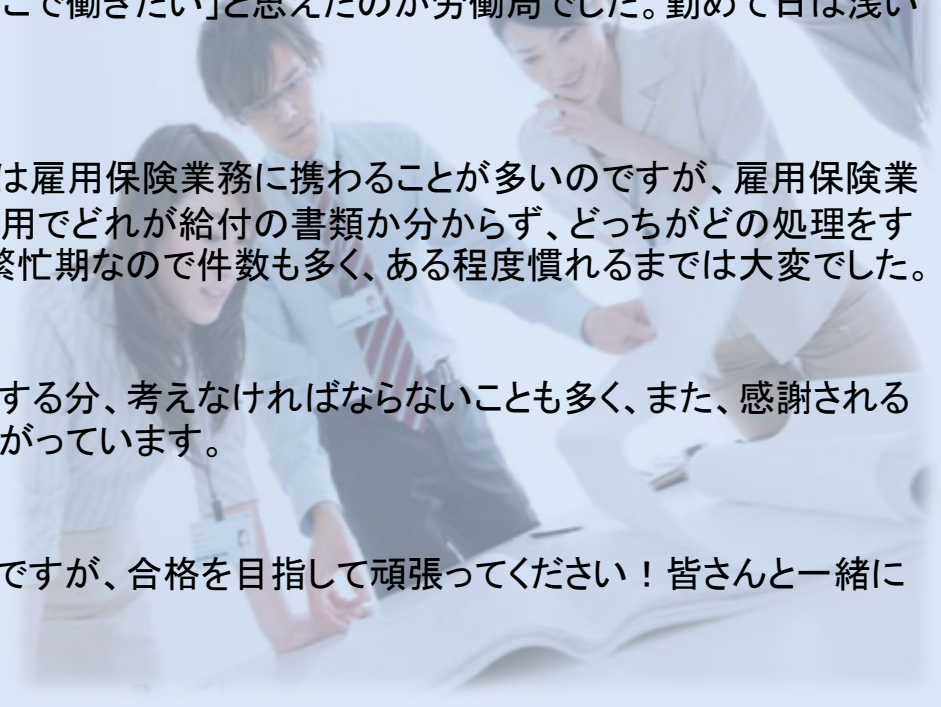 こで働きたい」と思えたのが労働局でした。勤めて日は浅い
は雇用保険業務に携わることが多いのですが、雇用保険業
用でどれが給付の書類か分からず、どっちがどの処理をす
繁忙期なので件数も多く、ある程度慣れるまでは大変でした。
する分、考えなければならないことも多く、また、感謝される
がっています。
ですが、合格を目指して頑張ってください！皆さんと一緒に